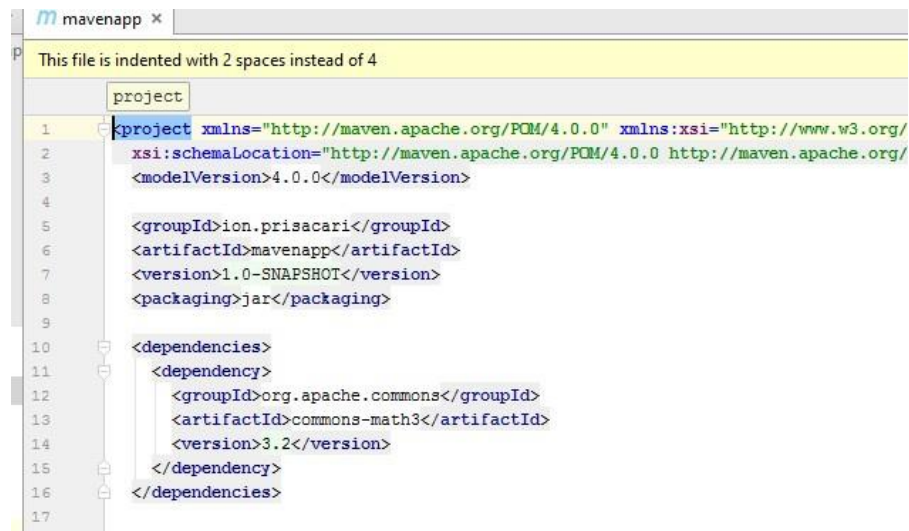 m mavenapp ×
p
This file is indented with 2 spaces instead of 4
project
1 <project xmlns="http://maven.apache.org/POM/4.0.0" xmlns:xsi="http://www.w3.org/
2 xsi:schemaLocation="http://maven.apache.org/POM/4.0.0 http://maven.apache.org/
3 <modelVersion>4.0.0</modelVersion>
4
5 <groupId>ion.prisacari</groupId>
6 <artifactId>mavenapp</artifactId>
7 <version>1.0-SNAPSHOT</version>
8 <packaging>jar</packaging>
9
10 <dependencies>
11 <dependency>
12 <groupId>org.apache.commons</groupId>
13 <artifactId>commons-math3</artifactId>
14 <version>3.2</version>
15 </dependency>
16 </dependencies>
17